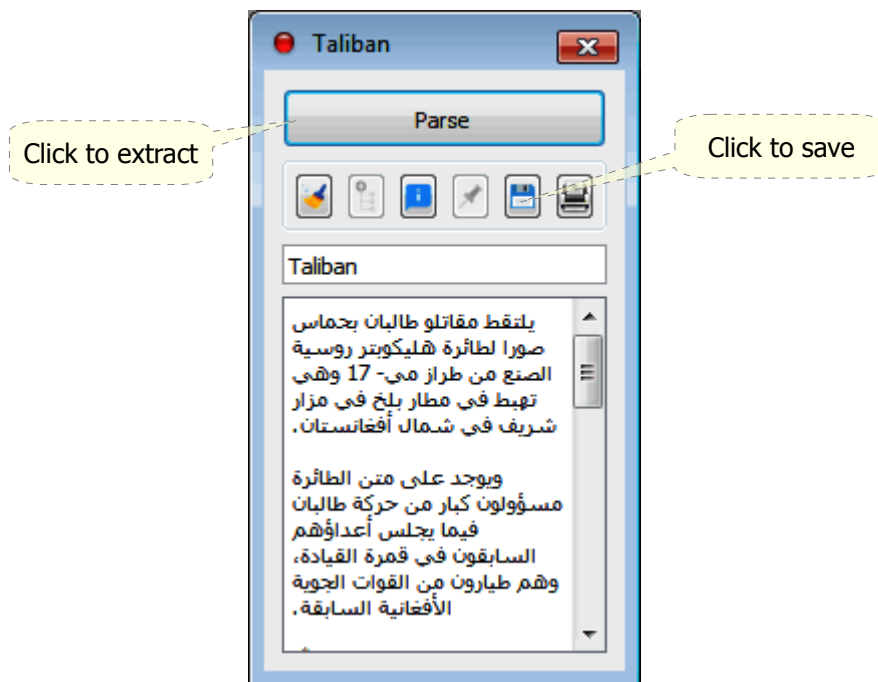 Taliban
Parse
Click to extract
Click to save
Taliban
يلتقط مقاتلو طالبان بحماس
صورا لطائرة هليكوبتر روسية
الصنع من طراز مي- 17 وهي
تهبط في مطار بلخ في مزار
شريف في شمال أفغانستان.
ويوجد على متن الطائرة
مسؤولون كبار من حركة طالبان
فيما يجلس أعداؤهم
السابقون في قمرة القيادة،
وهم طيارون من القوات الجوية
الأفغانية السابقة.